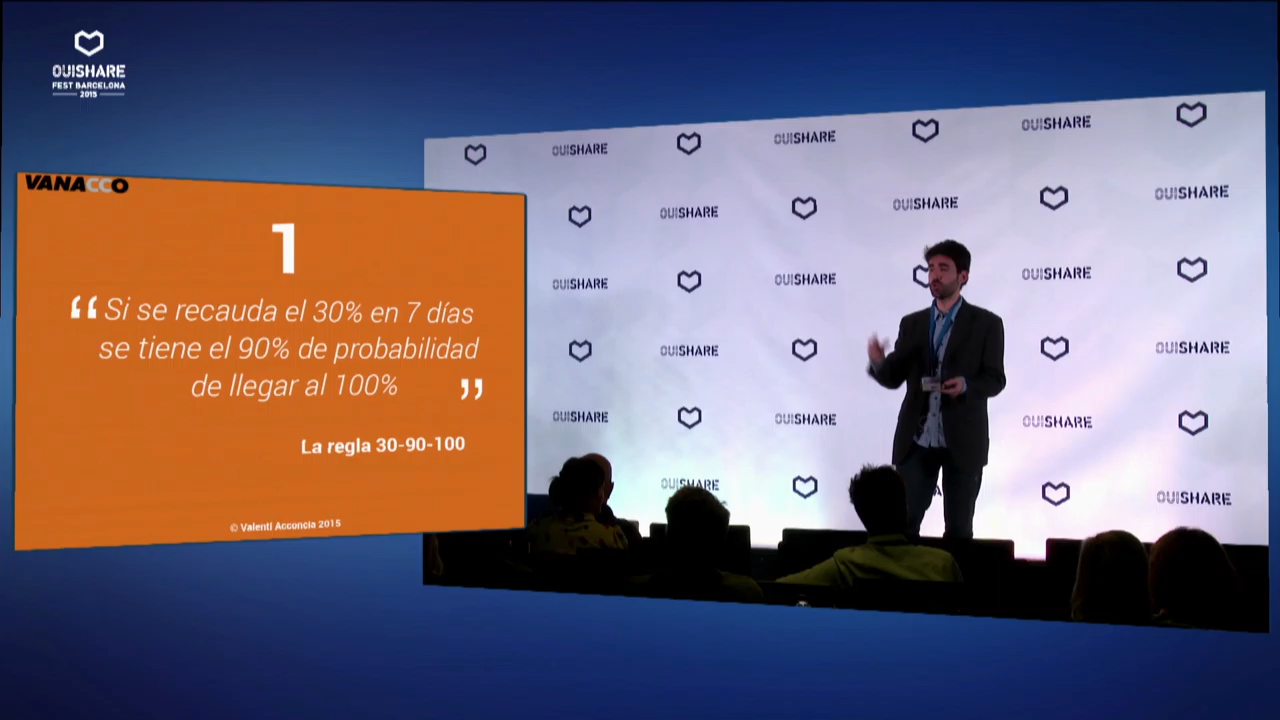 OUISHARE
FEST BARCELONA
2015
VANACCO
1
“Si se recauda el 30% en 7 días
se tiene el 90% de probabilidad
de llegar al 100%”
La regla 30-90-100
© Valentí Acconcia 2015
OUISHARE OUISHARE OUISHARE
OUISHARE OUISHARE OUISHARE
OUISHARE OUISHARE OUISHARE
OUISHARE OUISHARE
OUISHARE OUISHARE OUISHARE
OUISHARE OUISHARE